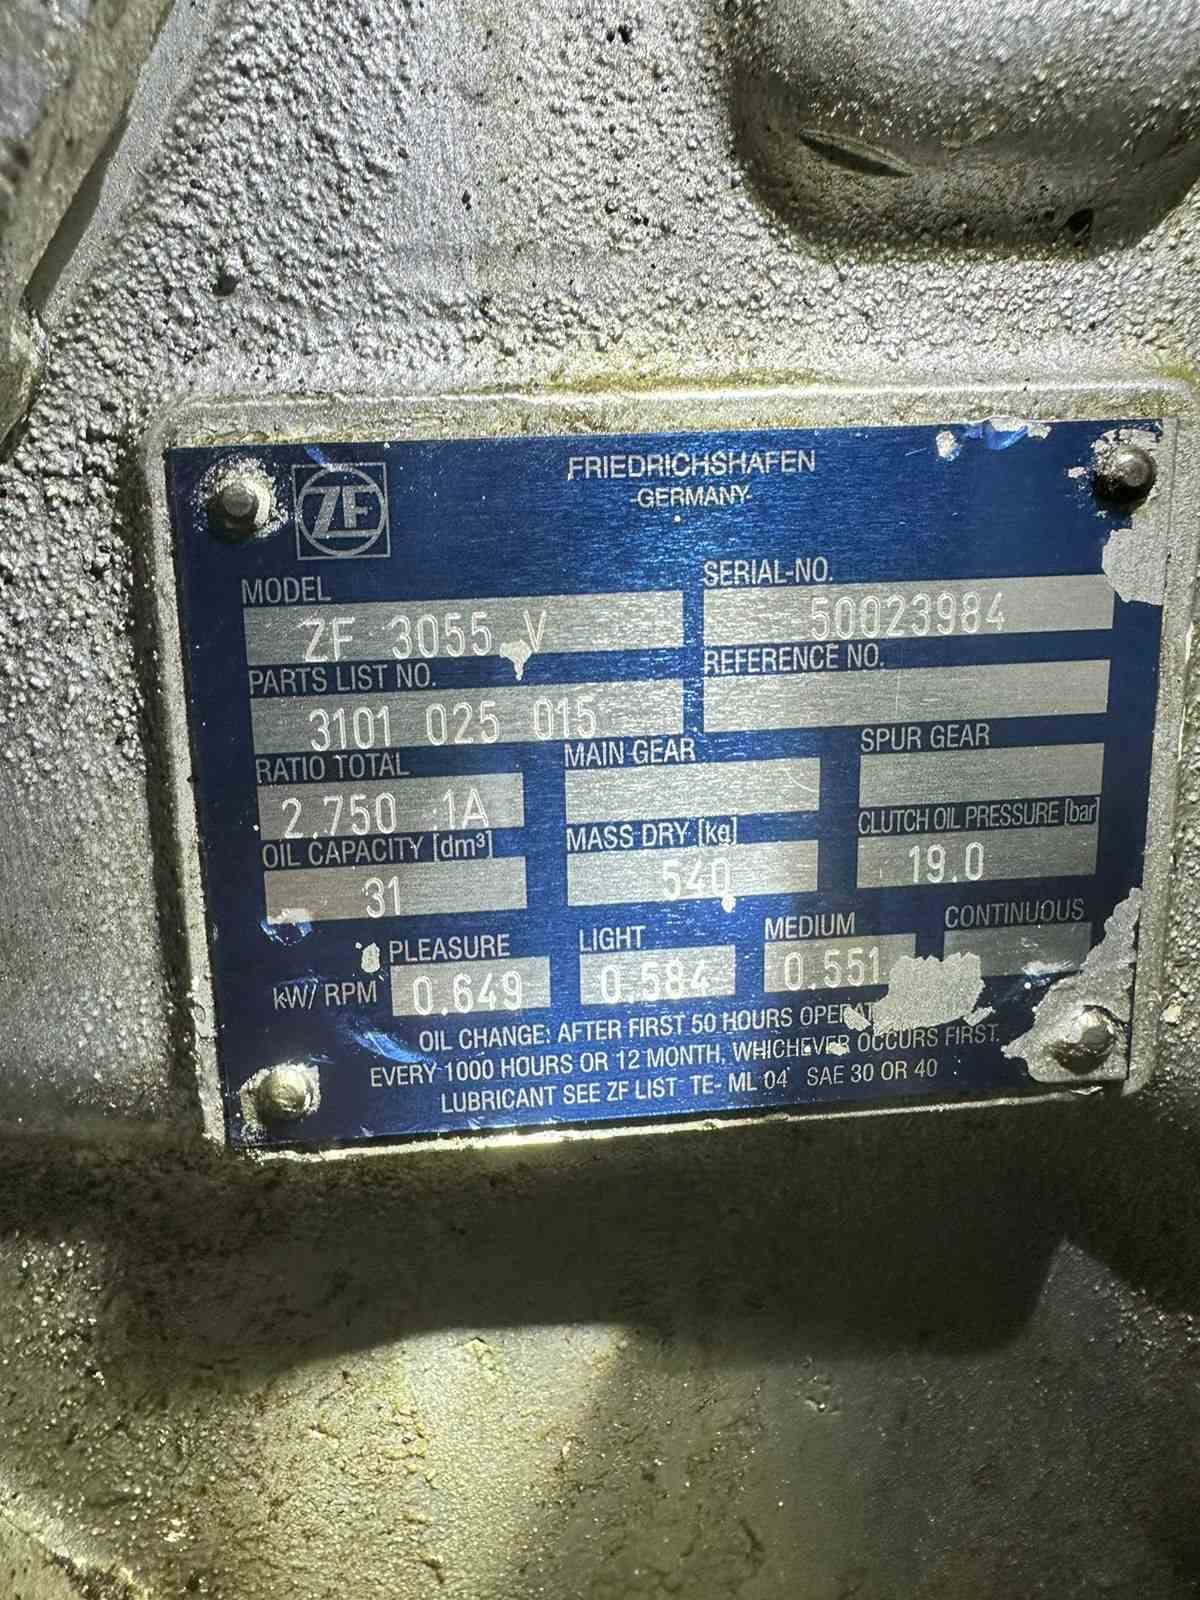 ZF
FRIEDRICHSHAFEN
-GERMANY-
MODEL
SERIAL-NO.
ZF 3055 V
50023984
PARTS LIST NO.
REFERENCE NO.
3101 025 015
RATIO TOTAL
MAIN GEAR
SPUR GEAR
2.750 1A
OIL CAPACITY [dm³]
MASS DRY [kg]
CLUTCH OIL PRESSURE [bar]
31
540
19.0
PLEASURE
LIGHT
MEDIUM
CONTINUOUS
kW/ RPM
0.649
0.584
0.551
OIL CHANGE: AFTER FIRST 50 HOURS OPERAT
EVERY 1000 HOURS OR 12 MONTH, WHICHEVER OCCURS FIRST.
LUBRICANT SEE ZF LIST TE- ML 04 SAE 30 OR 40